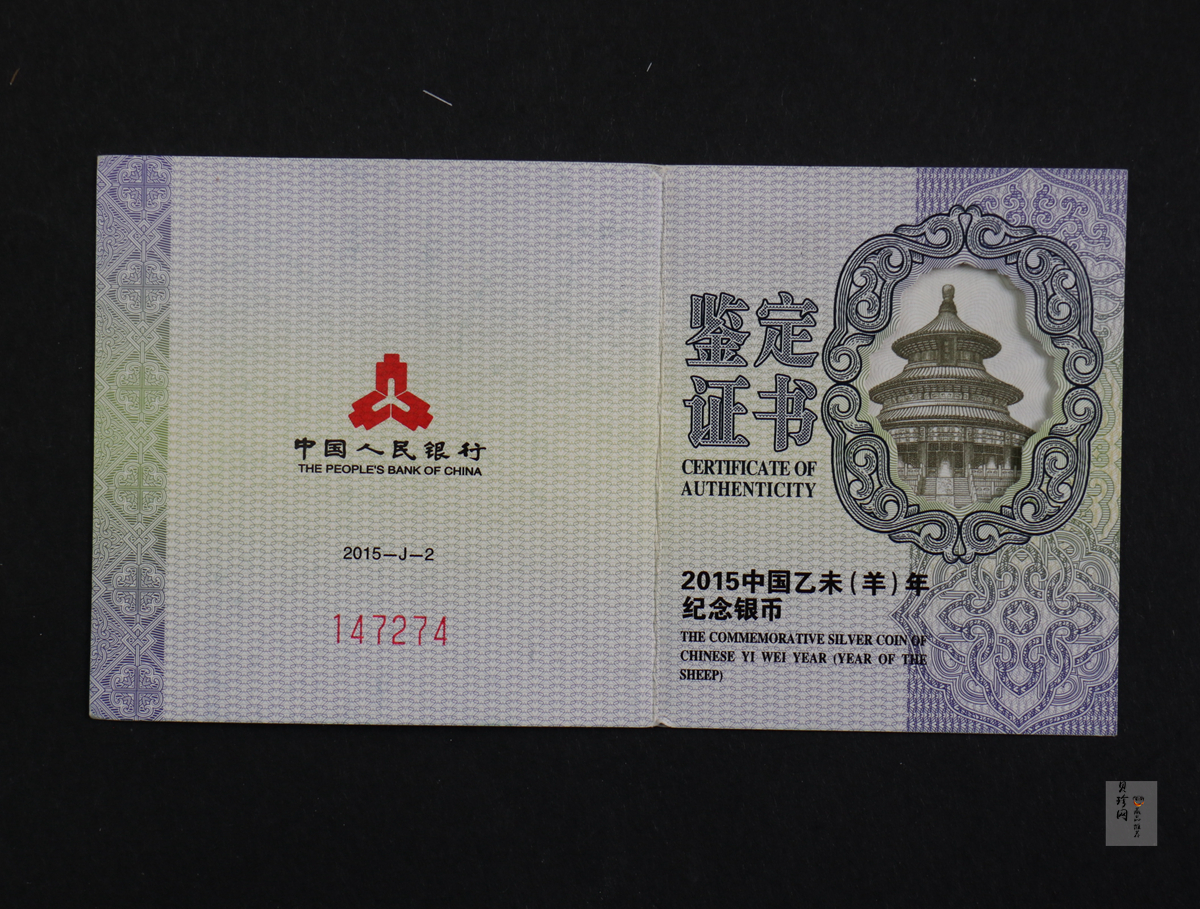 中国人民银行
THE PEOPLE'S BANK OF CHINA
2015—J—2
147274
鉴定
证书
CERTIFICATE OF
AUTHENTICITY
2015中国乙未(羊)年
纪念银币
THE COMMEMORATIVE SILVER COIN OF
CHINESE YI WEI YEAR (YEAR OF THE
SHEEP)